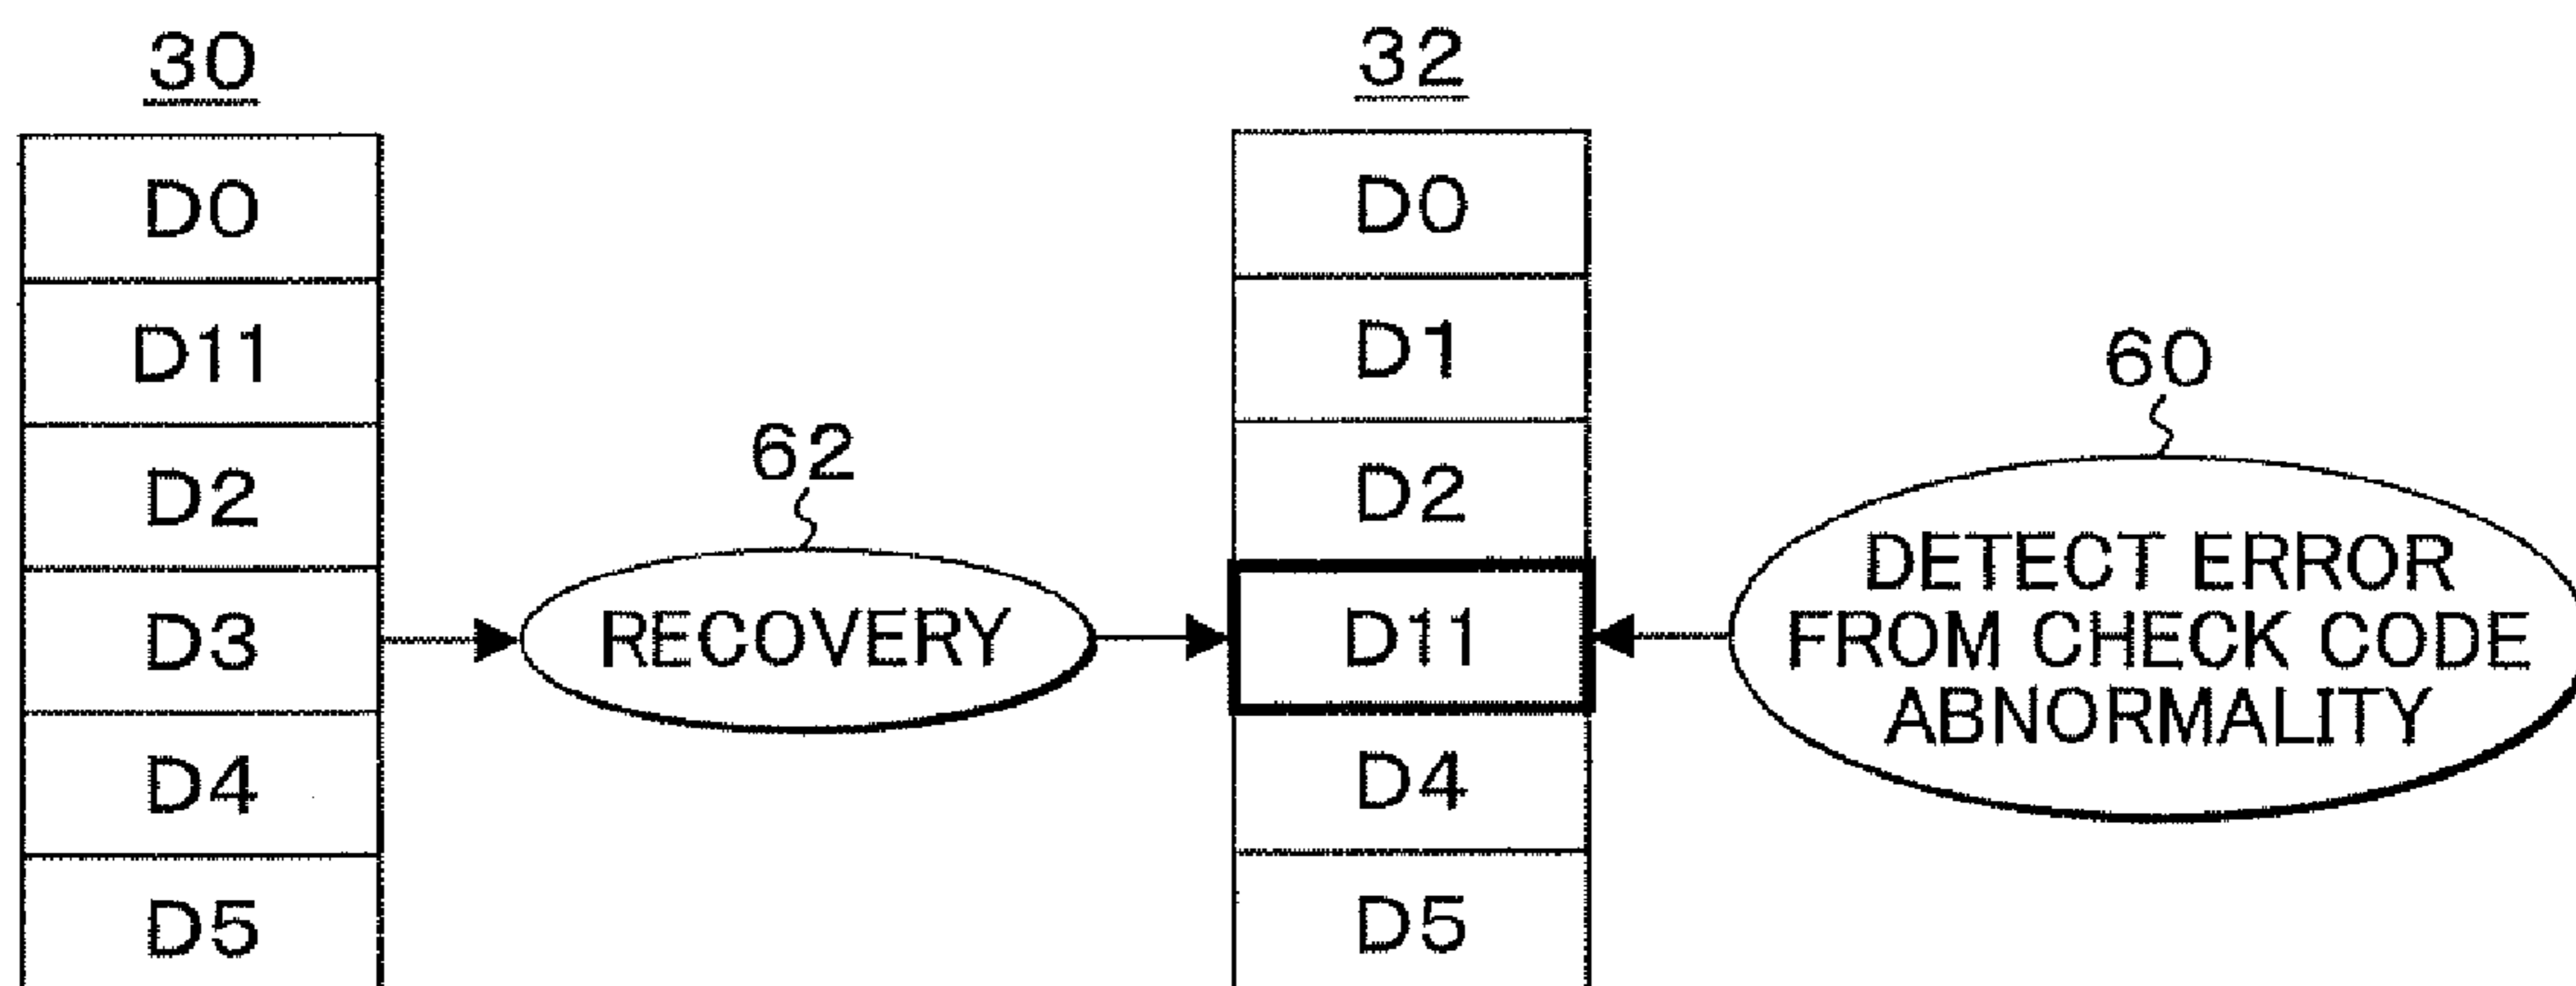 30
D0
D11
D2
D3
D4
D5
62
RECOVERY
32
D0
D1
D2
D11
D4
D5
60
DETECT ERROR
FROM CHECK CODE
ABNORMALITY